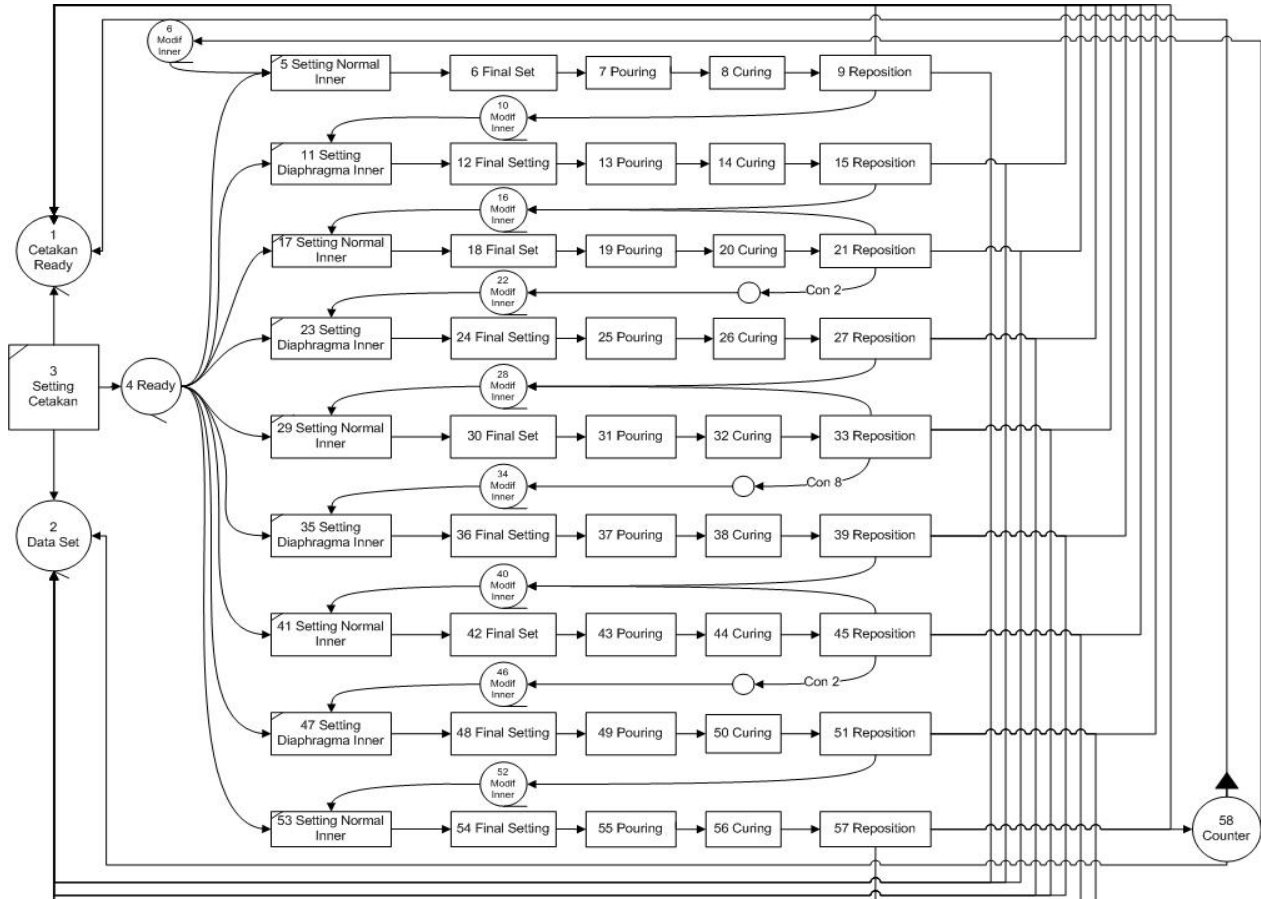 6
Modif
Inner
5 Setting Normal
Inner
6 Final Set
7 Pouring
8 Curing
9 Reposition
10
Modif
Inner
11 Setting
Diaphragma Inner
12 Final Setting
13 Pouring
14 Curing
15 Reposition
16
Modif
Inner
17 Setting Normal
Inner
18 Final Set
19 Pouring
20 Curing
21 Reposition
1
Cetakan
Ready
22
Modif
Inner
Con 2
23 Setting
Diaphragma Inner
24 Final Setting
25 Pouring
26 Curing
27 Reposition
3
Setting
Cetakan
4 Ready
28
Modif
Inner
29 Setting Normal
Inner
30 Final Set
31 Pouring
32 Curing
33 Reposition
34
Modif
Inner
Con 8
2
Data Set
35 Setting
Diaphragma Inner
36 Final Setting
37 Pouring
38 Curing
39 Reposition
40
Modif
Inner
41 Setting Normal
Inner
42 Final Set
43 Pouring
44 Curing
45 Reposition
46
Modif
Inner
Con 2
47 Setting
Diaphragma Inner
48 Final Setting
49 Pouring
50 Curing
51 Reposition
52
Modif
Inner
53 Setting Normal
Inner
54 Final Setting
55 Pouring
56 Curing
57 Reposition
58
Counter